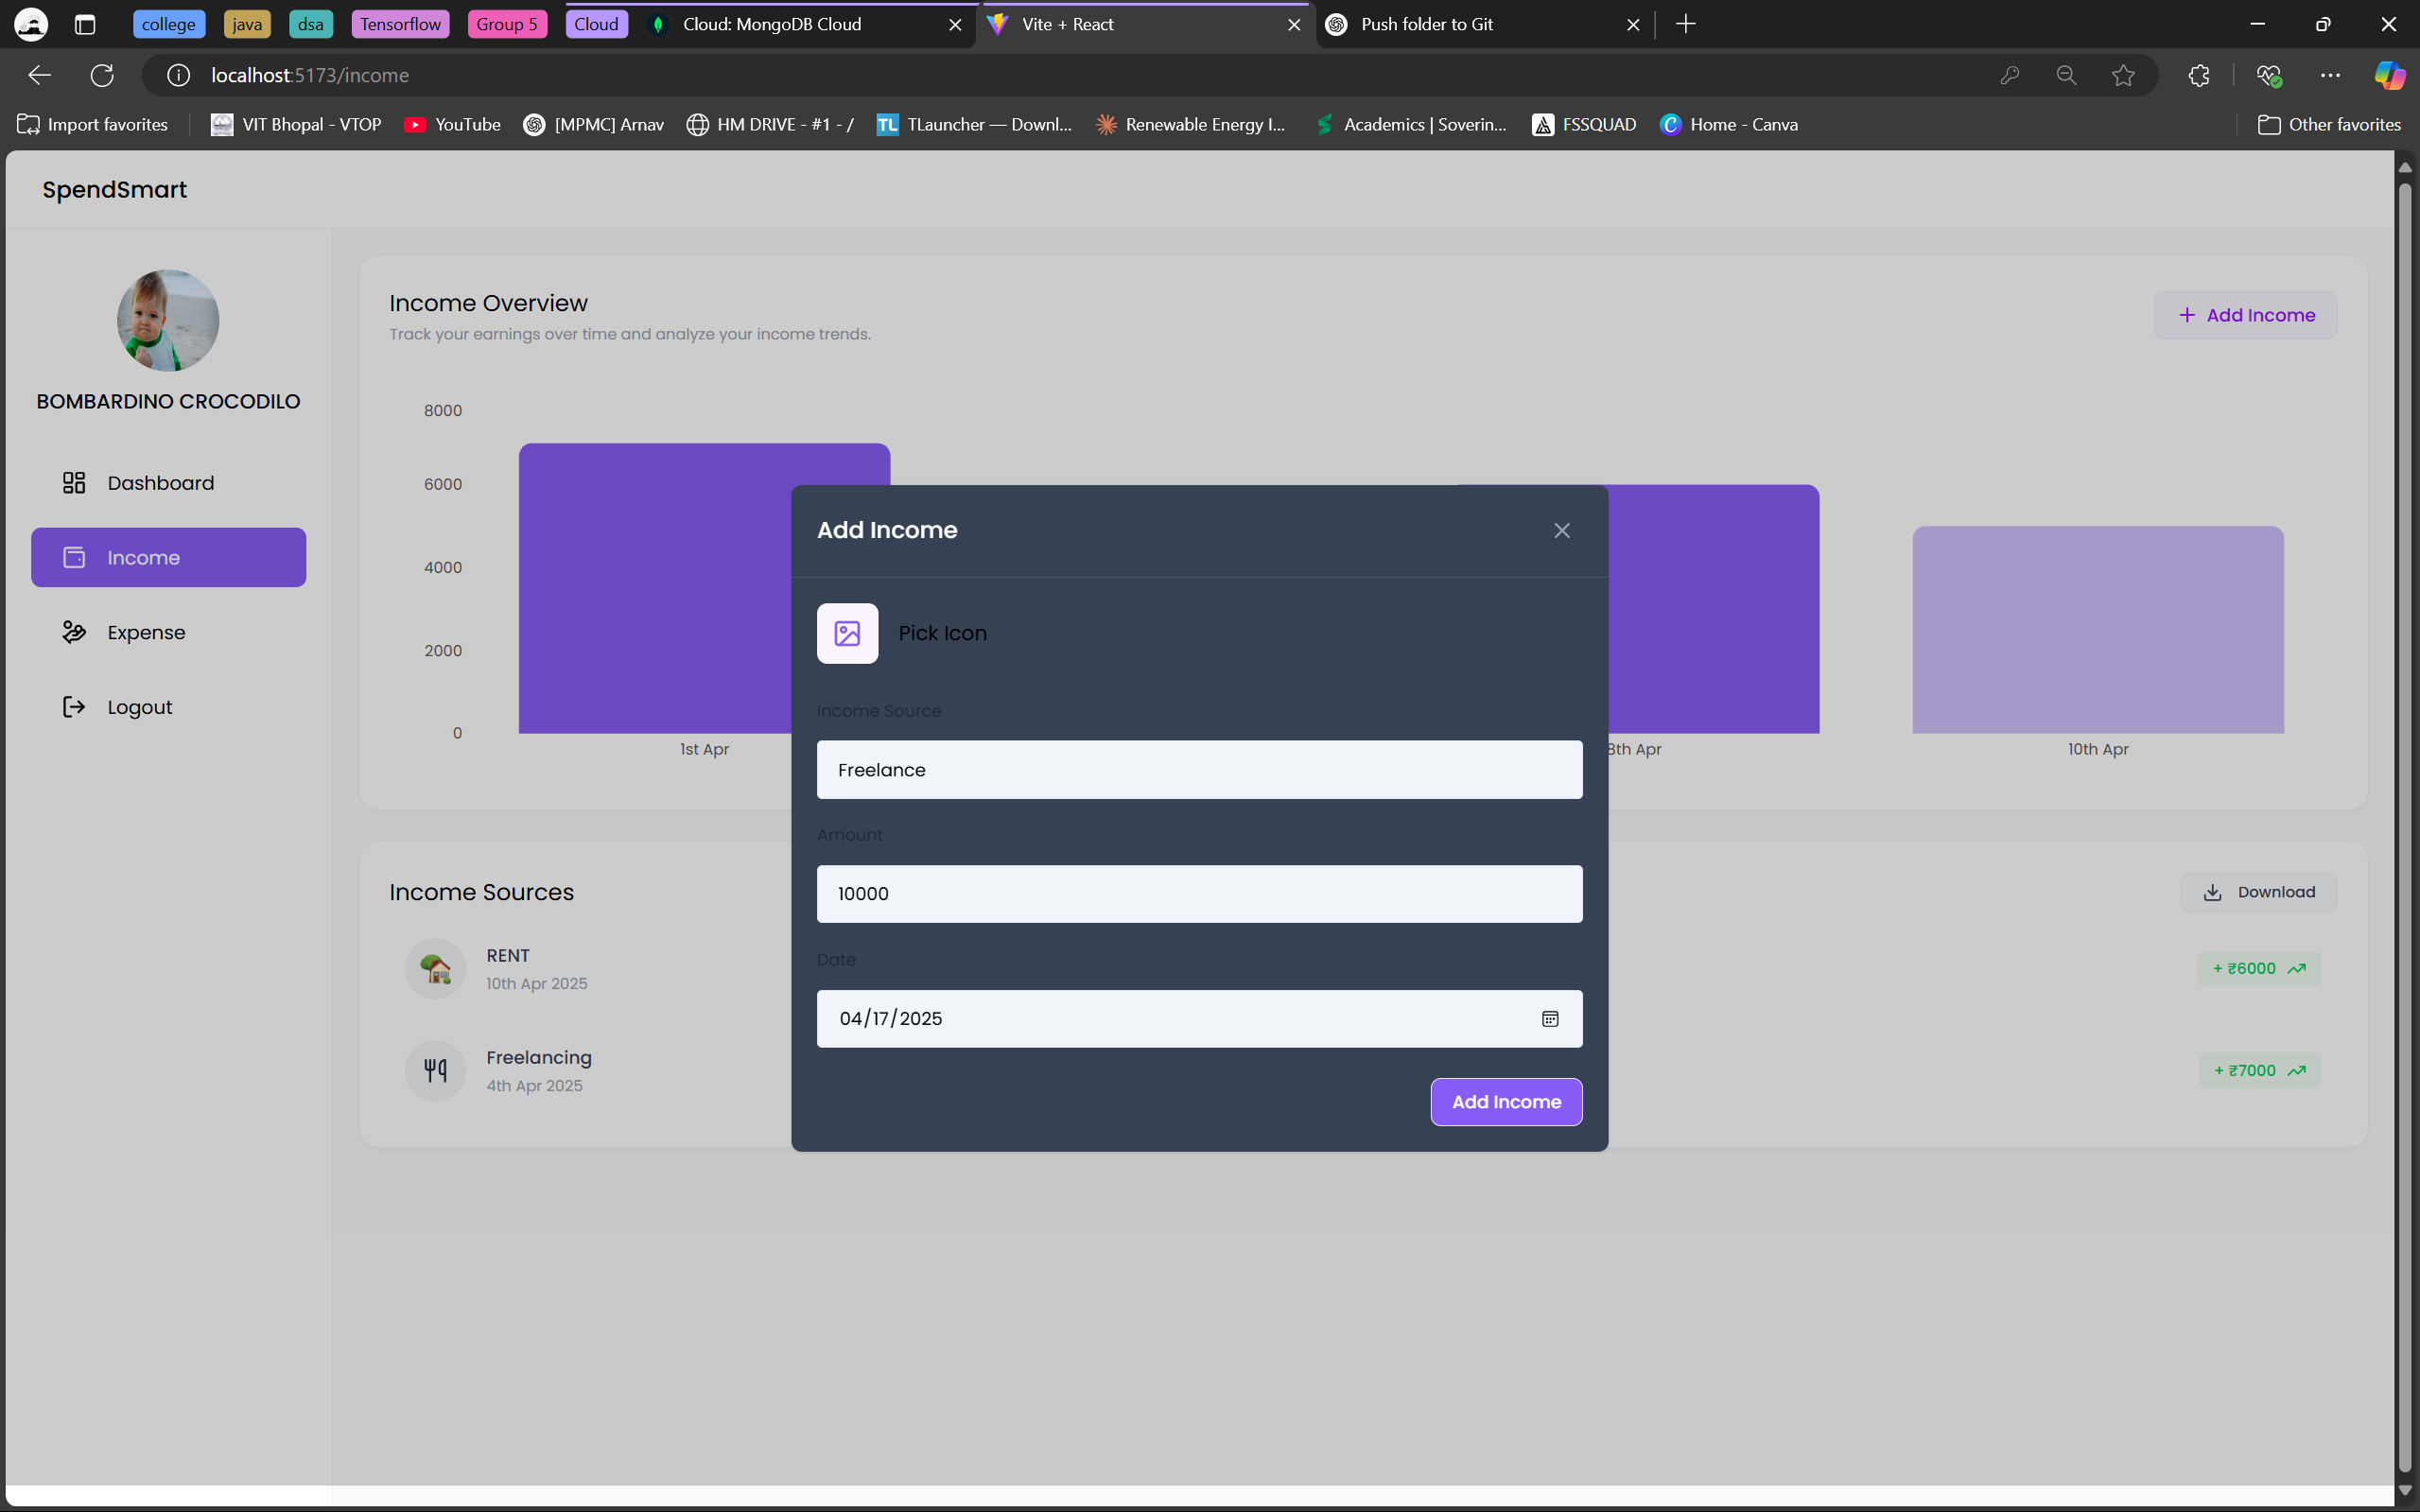 college java dsa Tensorflow Group 5 Cloud Cloud: MongoDB Cloud Vite + React Push folder to Git
localhost:5173/income
Import favorites VIT Bhopal - VTOP YouTube [MPMC] Arnav HM DRIVE - #1 - / TLauncher — Downl... Renewable Energy I... Academics | Soverin... FSSQUAD Home - Canva Other favorites
SpendSmart
BOMBARDINO CROCODILO
Dashboard
Income
Expense
Logout
Income Overview
Track your earnings over time and analyze your income trends.
+ Add Income
8000
6000
4000
2000
0
1st Apr
8th Apr
10th Apr
Income Sources
Download
RENT
10th Apr 2025
+ ₹6000
Freelancing
4th Apr 2025
+ ₹7000
Add Income
Pick Icon
Income Source
Freelance
Amount
10000
Date
04/17/2025
Add Income